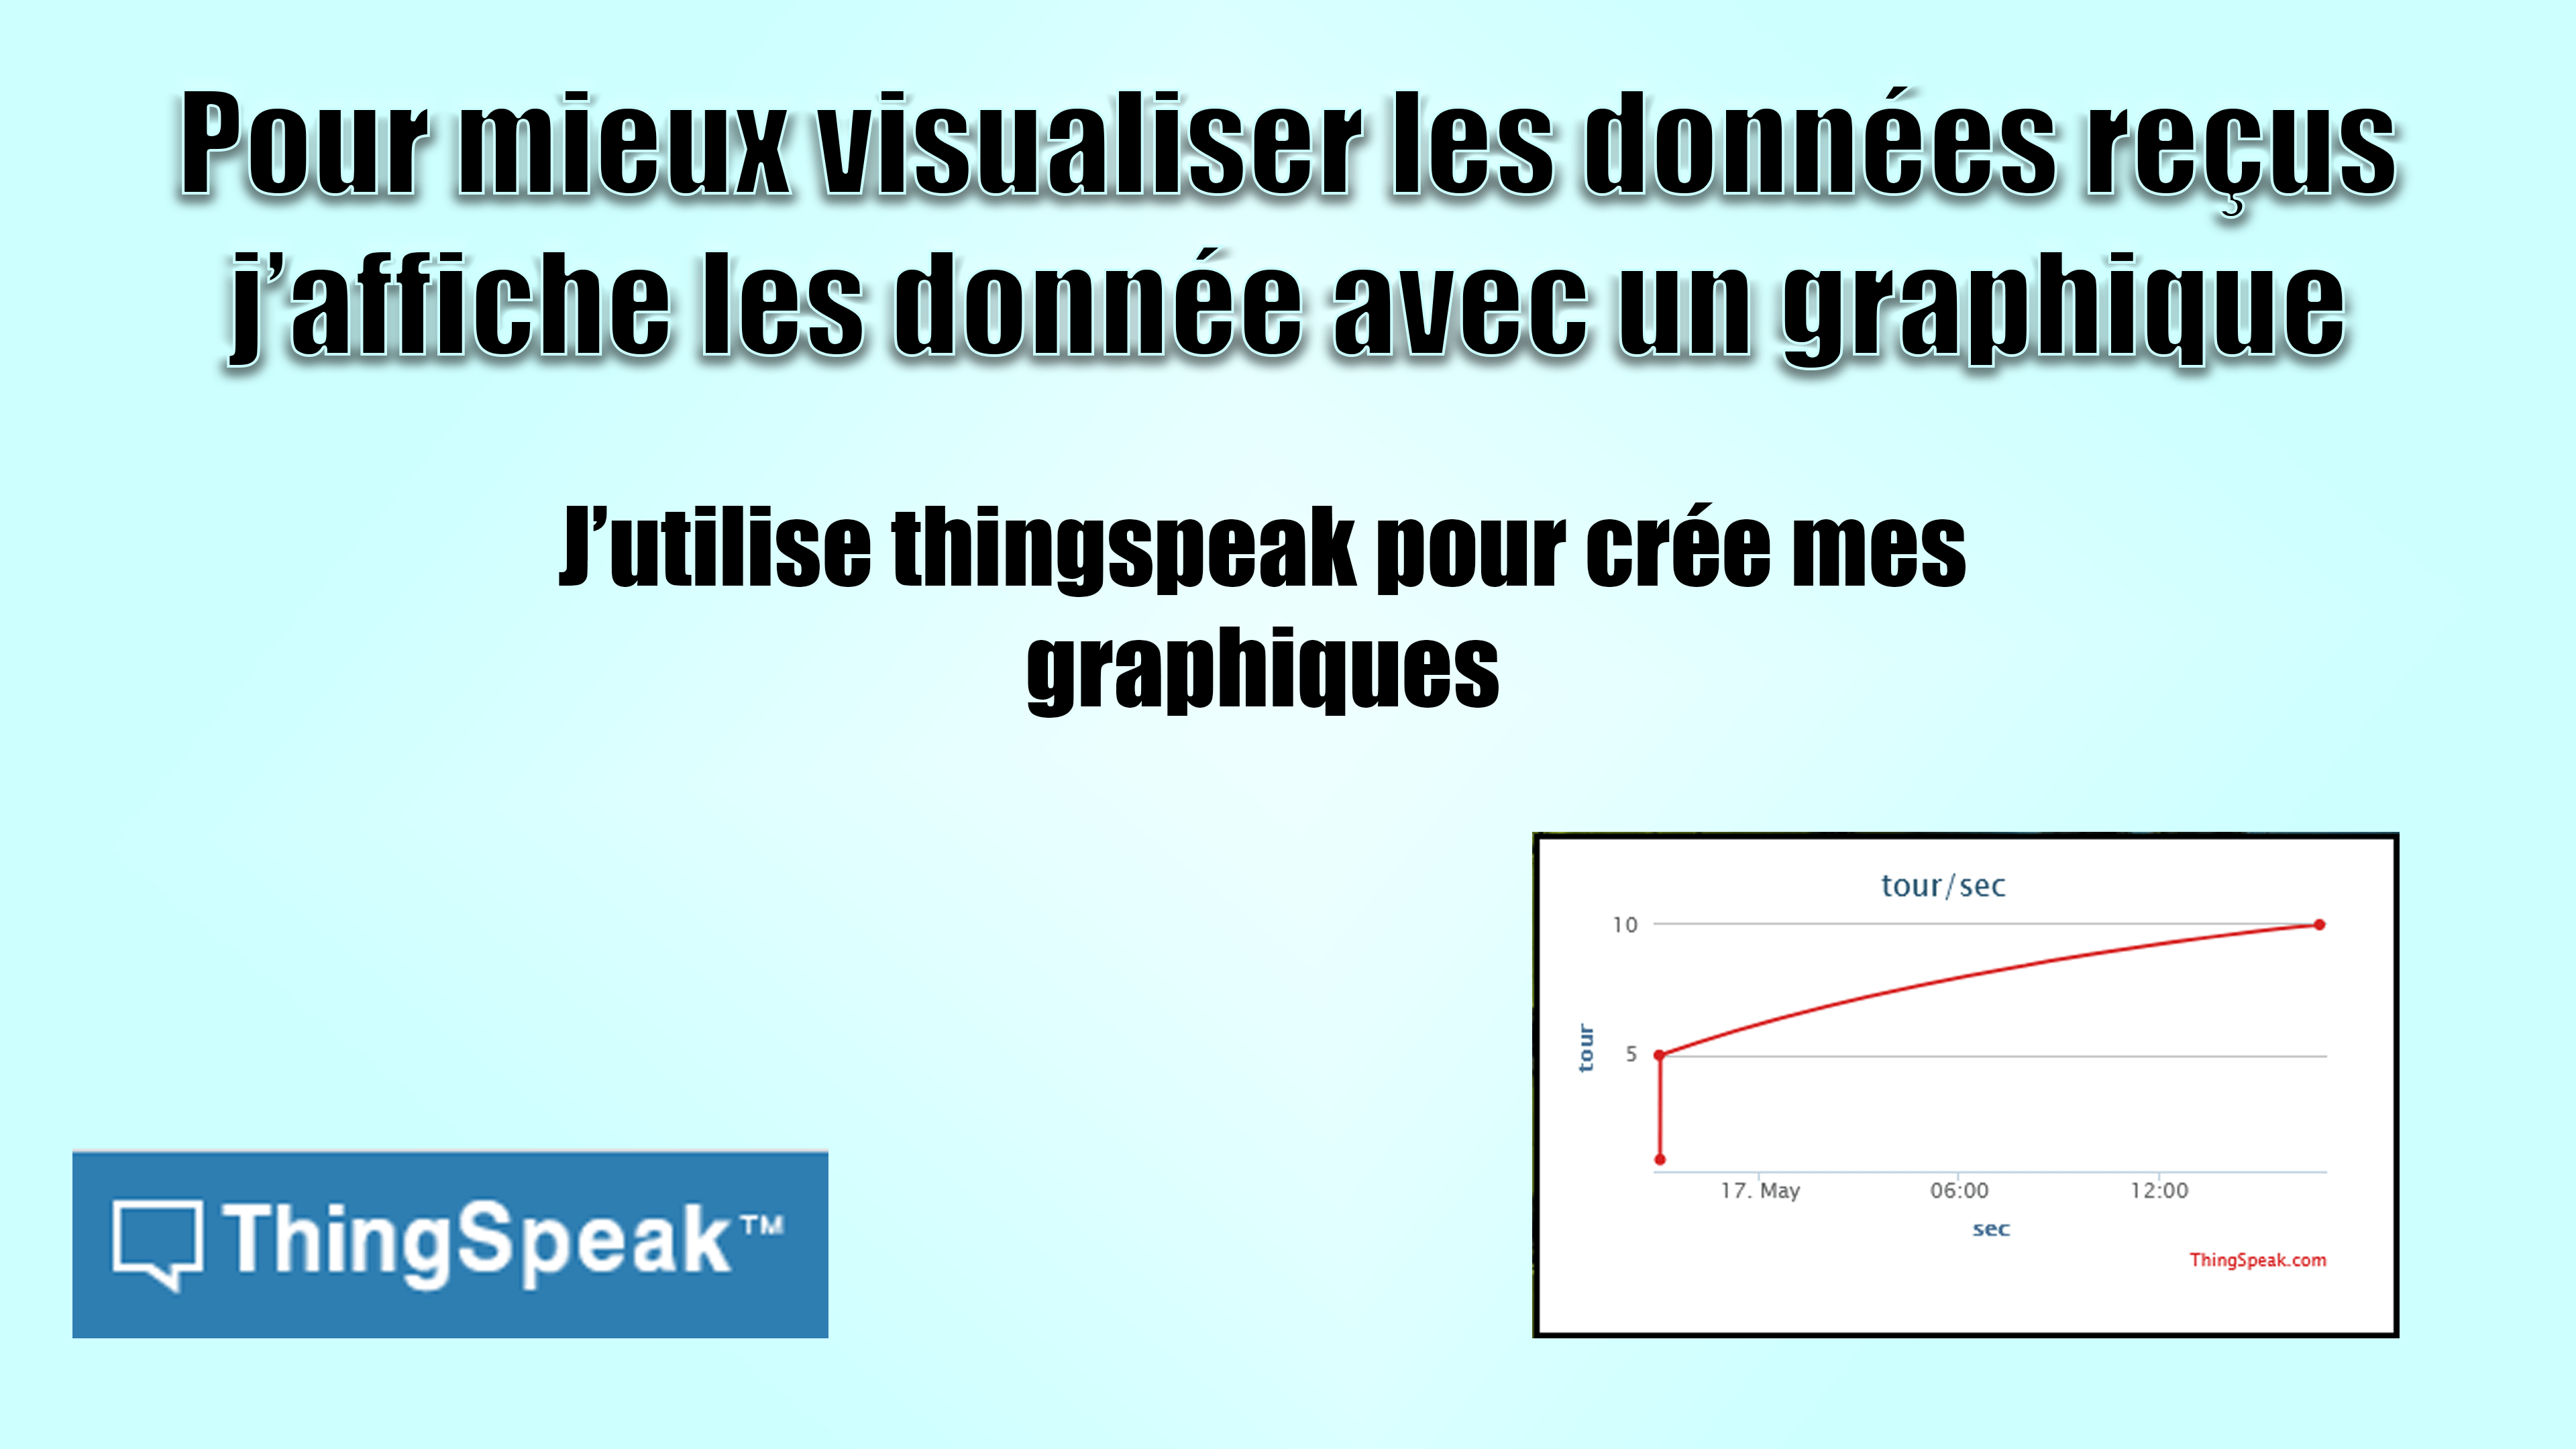 Pour mieux visualiser les données reçus
j’affiche les donnée avec un graphique
J’utilise thingspeak pour crée mes
graphiques
tour/sec
10
5
tour
17. May 06:00 12:00
sec
ThingSpeak.com
ThingSpeak™